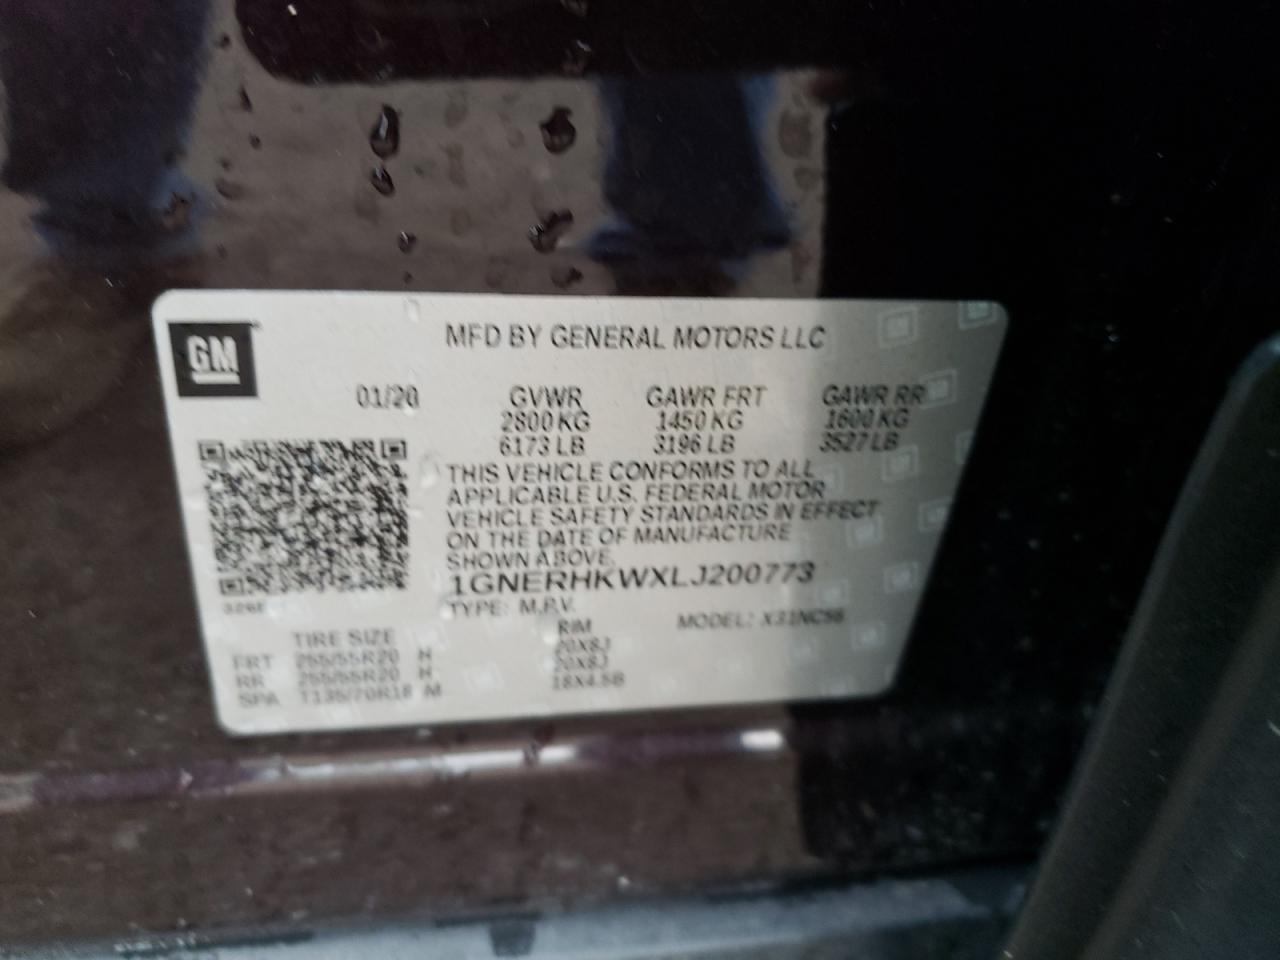 GM
MFD BY GENERAL MOTORS LLC
01/20 GVWR GAWR FRT GAWR RR
2800 KG 1450 KG 1600 KG
6173 LB 3196 LB 3527 LB
THIS VEHICLE CONFORMS TO ALL
APPLICABLE U.S. FEDERAL MOTOR
VEHICLE SAFETY STANDARDS IN EFFECT
ON THE DATE OF MANUFACTURE
SHOWN ABOVE.
1GNERHKWXLJ200773
TYPE: M.P.V. MODEL: X31NC56
TIRE SIZE RIM
FRT 255/55R20 H 20X8J
RR 255/55R20 H 20X8J
SPA T135/70R18 M 18X4.5B